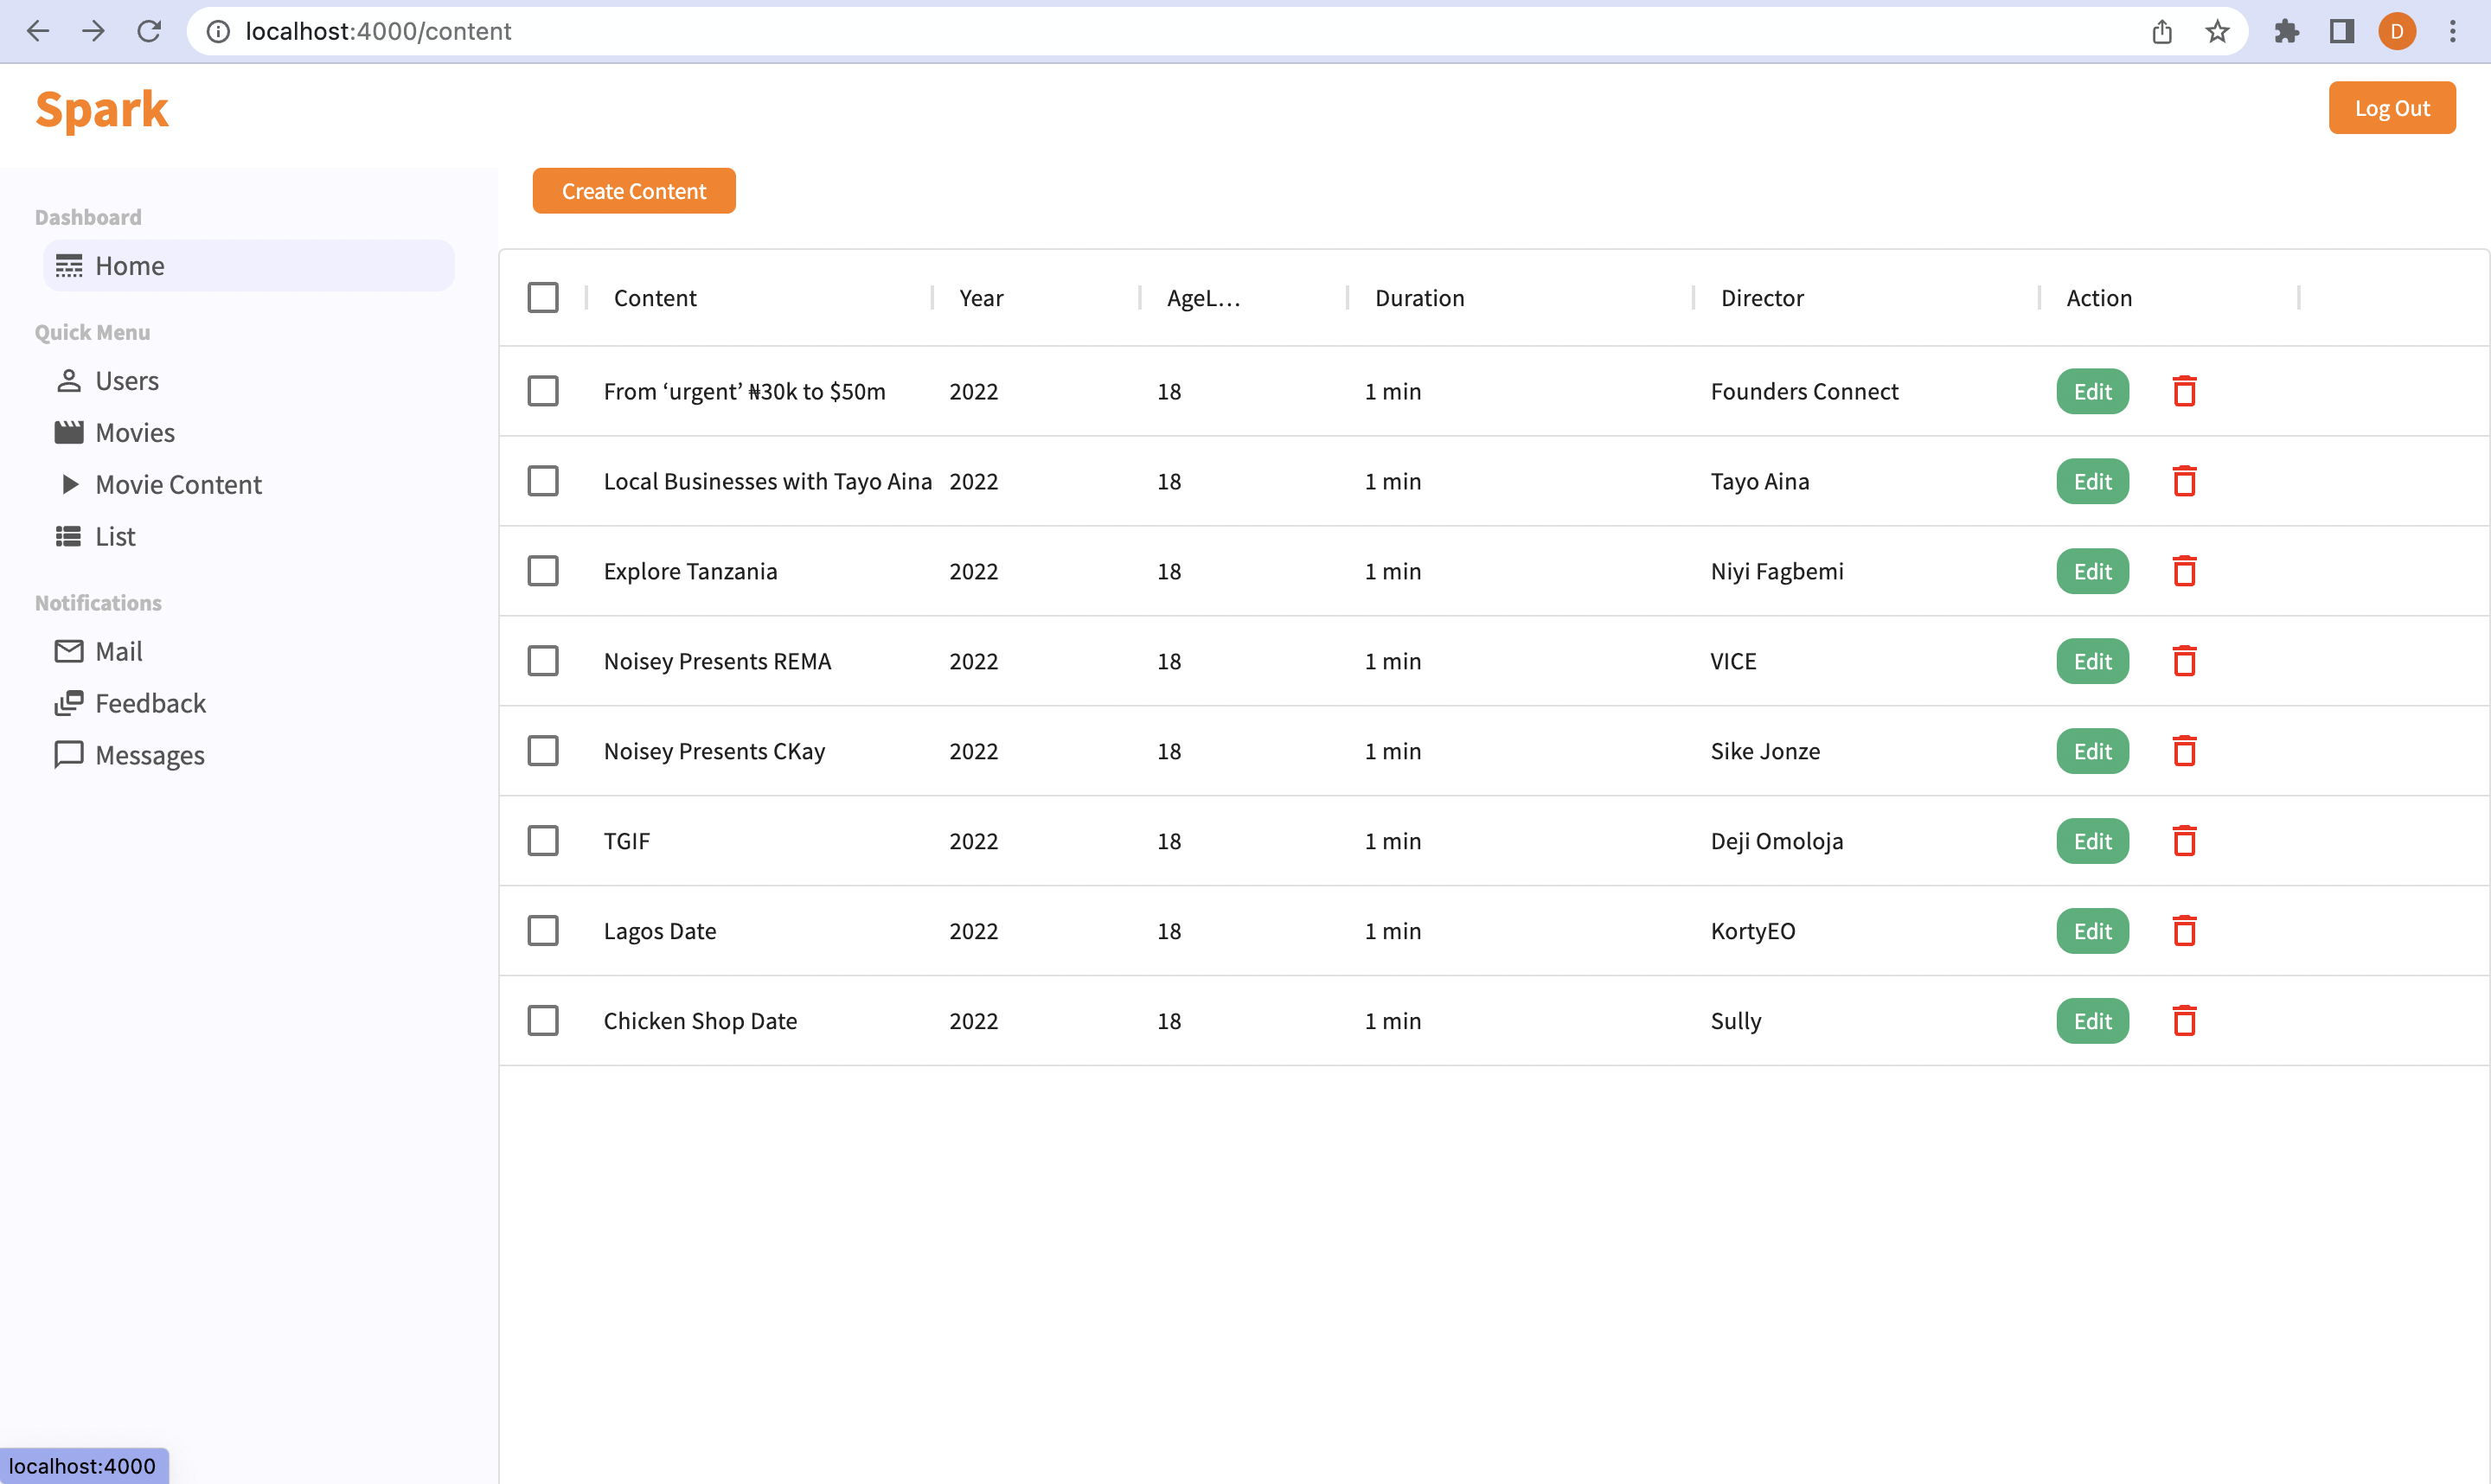 localhost:4000/content
D
Spark
Log Out
Create Content
Dashboard
Home
Quick Menu
Users
Movies
Movie Content
List
Notifications
Mail
Feedback
Messages
Content Year AgeL... Duration Director Action
From ‘urgent’ ₦30k to $50m 2022 18 1 min Founders Connect Edit
Local Businesses with Tayo Aina 2022 18 1 min Tayo Aina Edit
Explore Tanzania 2022 18 1 min Niyi Fagbemi Edit
Noisey Presents REMA 2022 18 1 min VICE Edit
Noisey Presents CKay 2022 18 1 min Sike Jonze Edit
TGIF 2022 18 1 min Deji Omoloja Edit
Lagos Date 2022 18 1 min KortyEO Edit
Chicken Shop Date 2022 18 1 min Sully Edit
localhost:4000